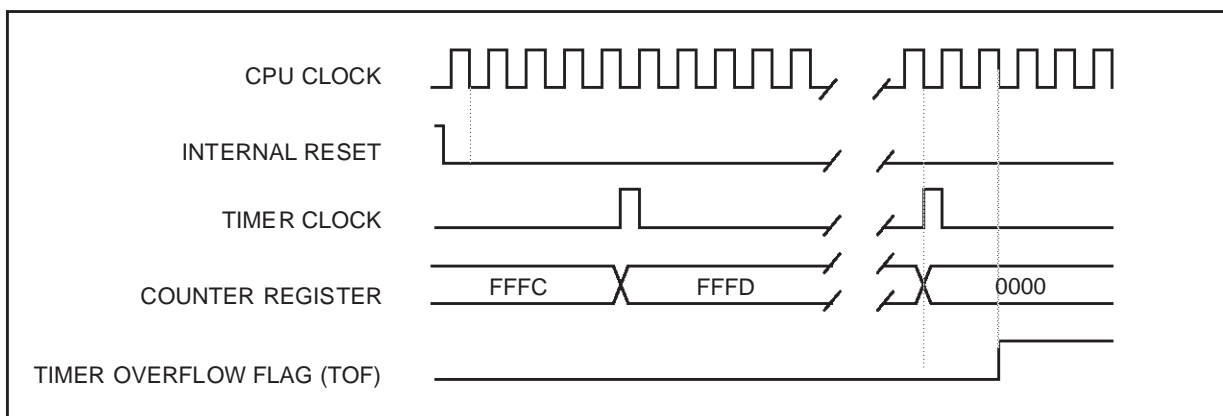 CPU CLOCK
INTERNAL RESET
TIMER CLOCK
COUNTER REGISTER
FFFC
FFFD
0000
TIMER OVERFLOW FLAG (TOF)